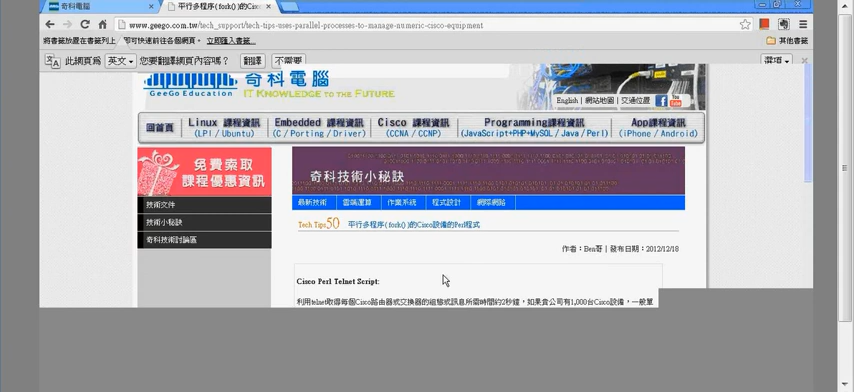 奇科電腦
平行多程序(fork())的Cisc
www.geego.com.tw/tech_support/tech-tips-uses-parallel-processes-to-manage-numeric-cisco-equipment
將書籤放置在書籤列上,即可快速前往各個網頁。 立即匯入書籤...
其他書籤
此網頁為 英文 您要翻譯網頁內容嗎? 翻譯 不需要
選項
奇科電腦
GeeGo Education
IT Knowledge to the Future
English | 網站地圖 | 交通位置
You Tube
回首頁
Linux 課程資訊
(LPI / Ubuntu)
Embedded 課程資訊
(C / Porting / Driver)
Cisco 課程資訊
(CCNA / CCNP)
Programming課程資訊
(JavaScript+PHP+MySQL / Java / Perl)
App課程資訊
(iPhone / Android)
免費索取
課程優惠資訊
技術文件
技術小秘訣
奇科技術討論區
奇科技術小秘訣
最新技術 雲端運算 作業系統 程式設計 網際網路
Tech Tips50 平行多程序(fork())的Cisco設備的Perl程式
作者:Ben哥 | 發布日期:2012/12/18
Cisco Perl Telnet Script:
利用telnet取得每個Cisco路由器或交換器的組態或訊息所需時間約2秒鐘,如果貴公司有1,000台Cisco設備,一般單